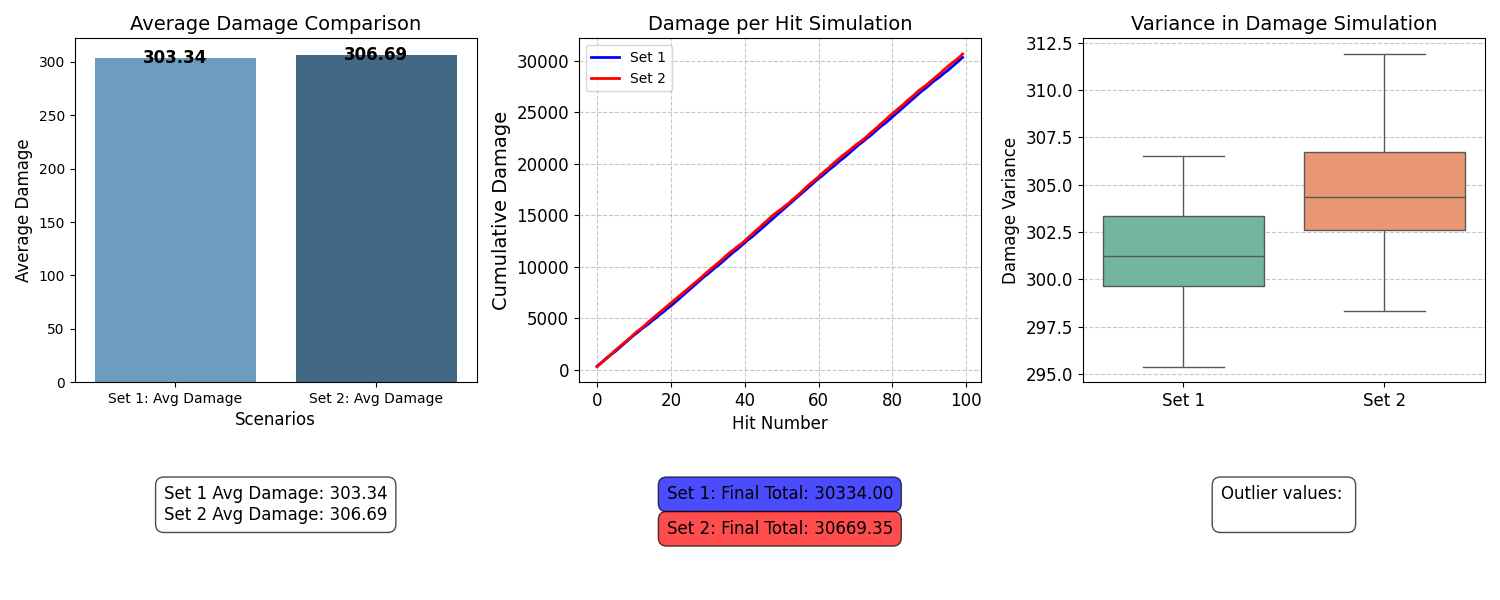 Average Damage Comparison
303.34
306.69
300
250
200
150
100
50
0
Average Damage
Set 1: Avg Damage
Set 2: Avg Damage
Scenarios
Set 1 Avg Damage: 303.34
Set 2 Avg Damage: 306.69
Damage per Hit Simulation
Set 1
Set 2
30000
25000
20000
15000
10000
5000
0
Cumulative Damage
0 20 40 60 80 100
Hit Number
Set 1: Final Total: 30334.00
Set 2: Final Total: 30669.35
Variance in Damage Simulation
312.5
310.0
307.5
305.0
302.5
300.0
297.5
295.0
Damage Variance
Set 1
Set 2
Outlier values: